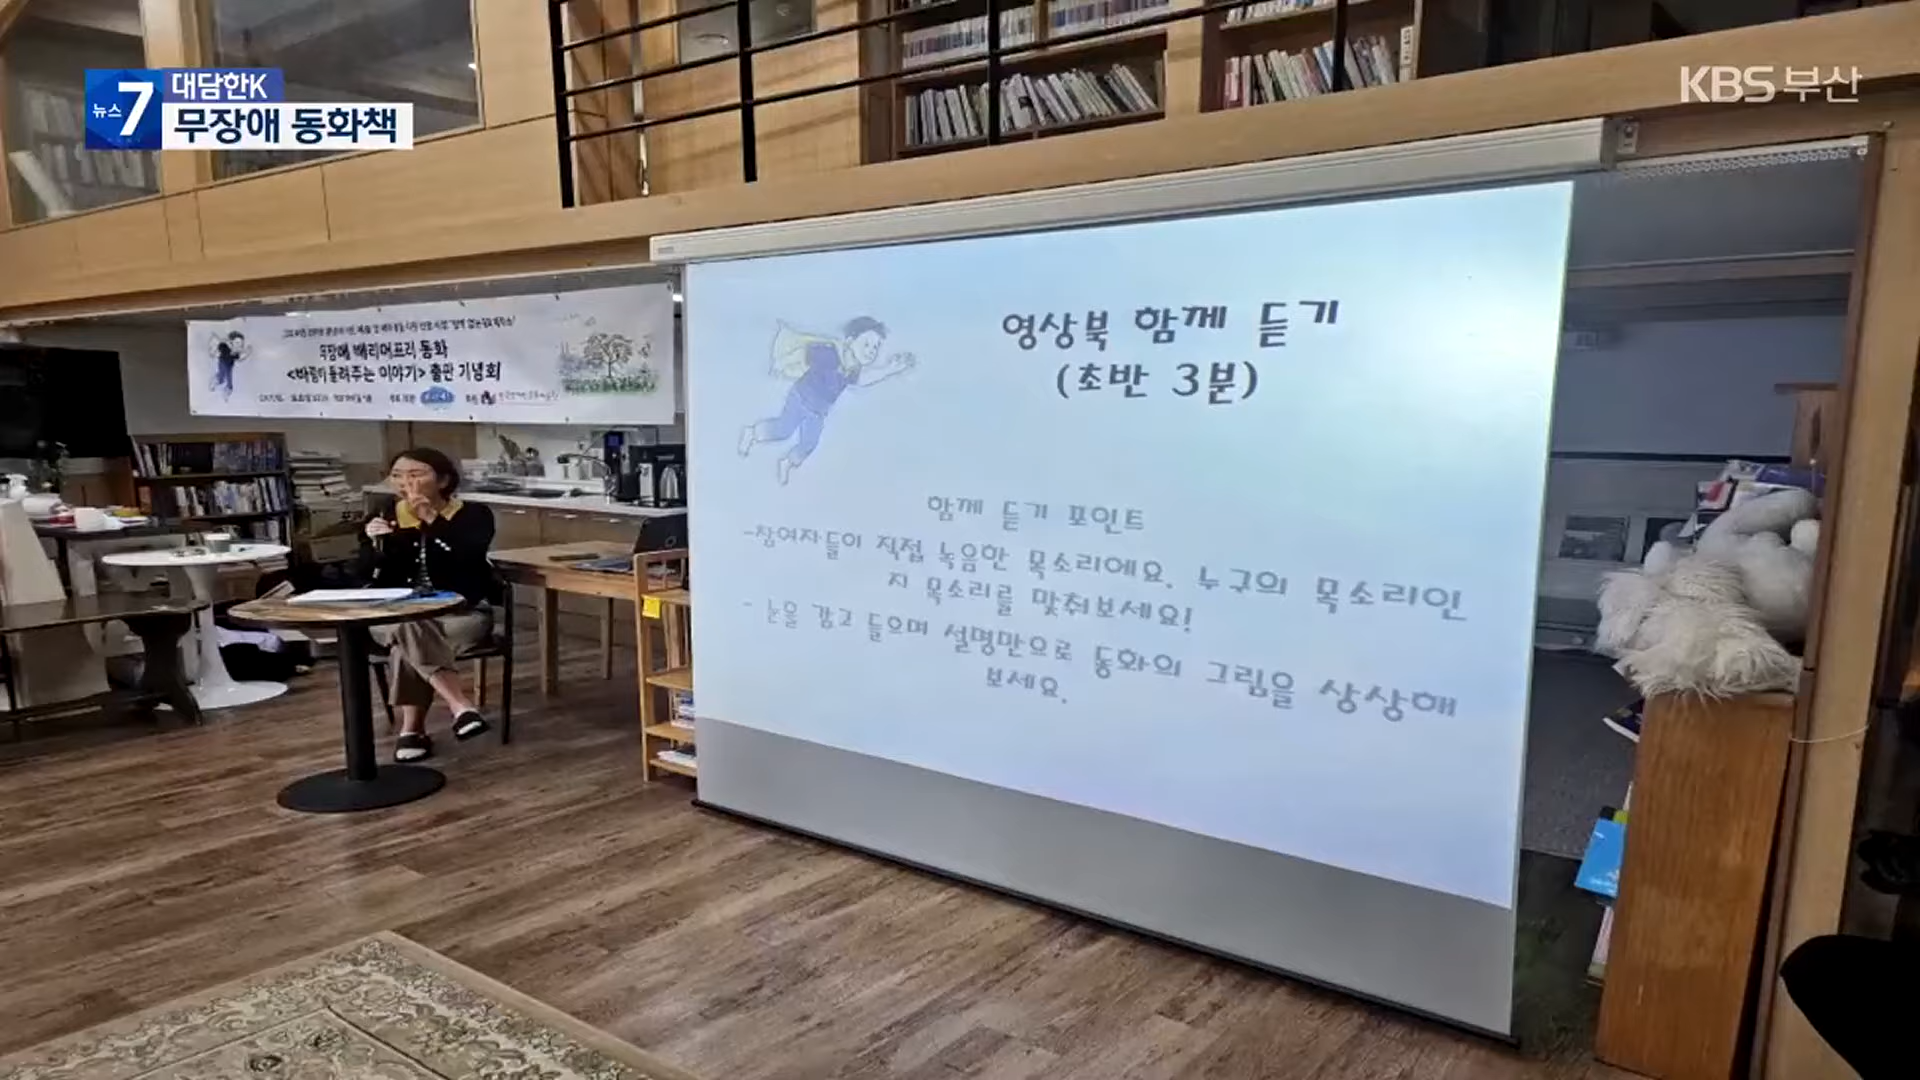 뉴스 7
대담한K
무장애 동화책
KBS 부산
무장애 배리어프리 동화
<바람이 들려주는 이야기> 출판 기념회
영상북 함께 듣기
(초반 3분)
함께 듣기 포인트
-참여자들이 직접 녹음한 목소리에요. 누구의 목소리인
지 목소리를 맞춰보세요!
- 눈을 감고 들으며 설명만으로 동화의 그림을 상상해
보세요.